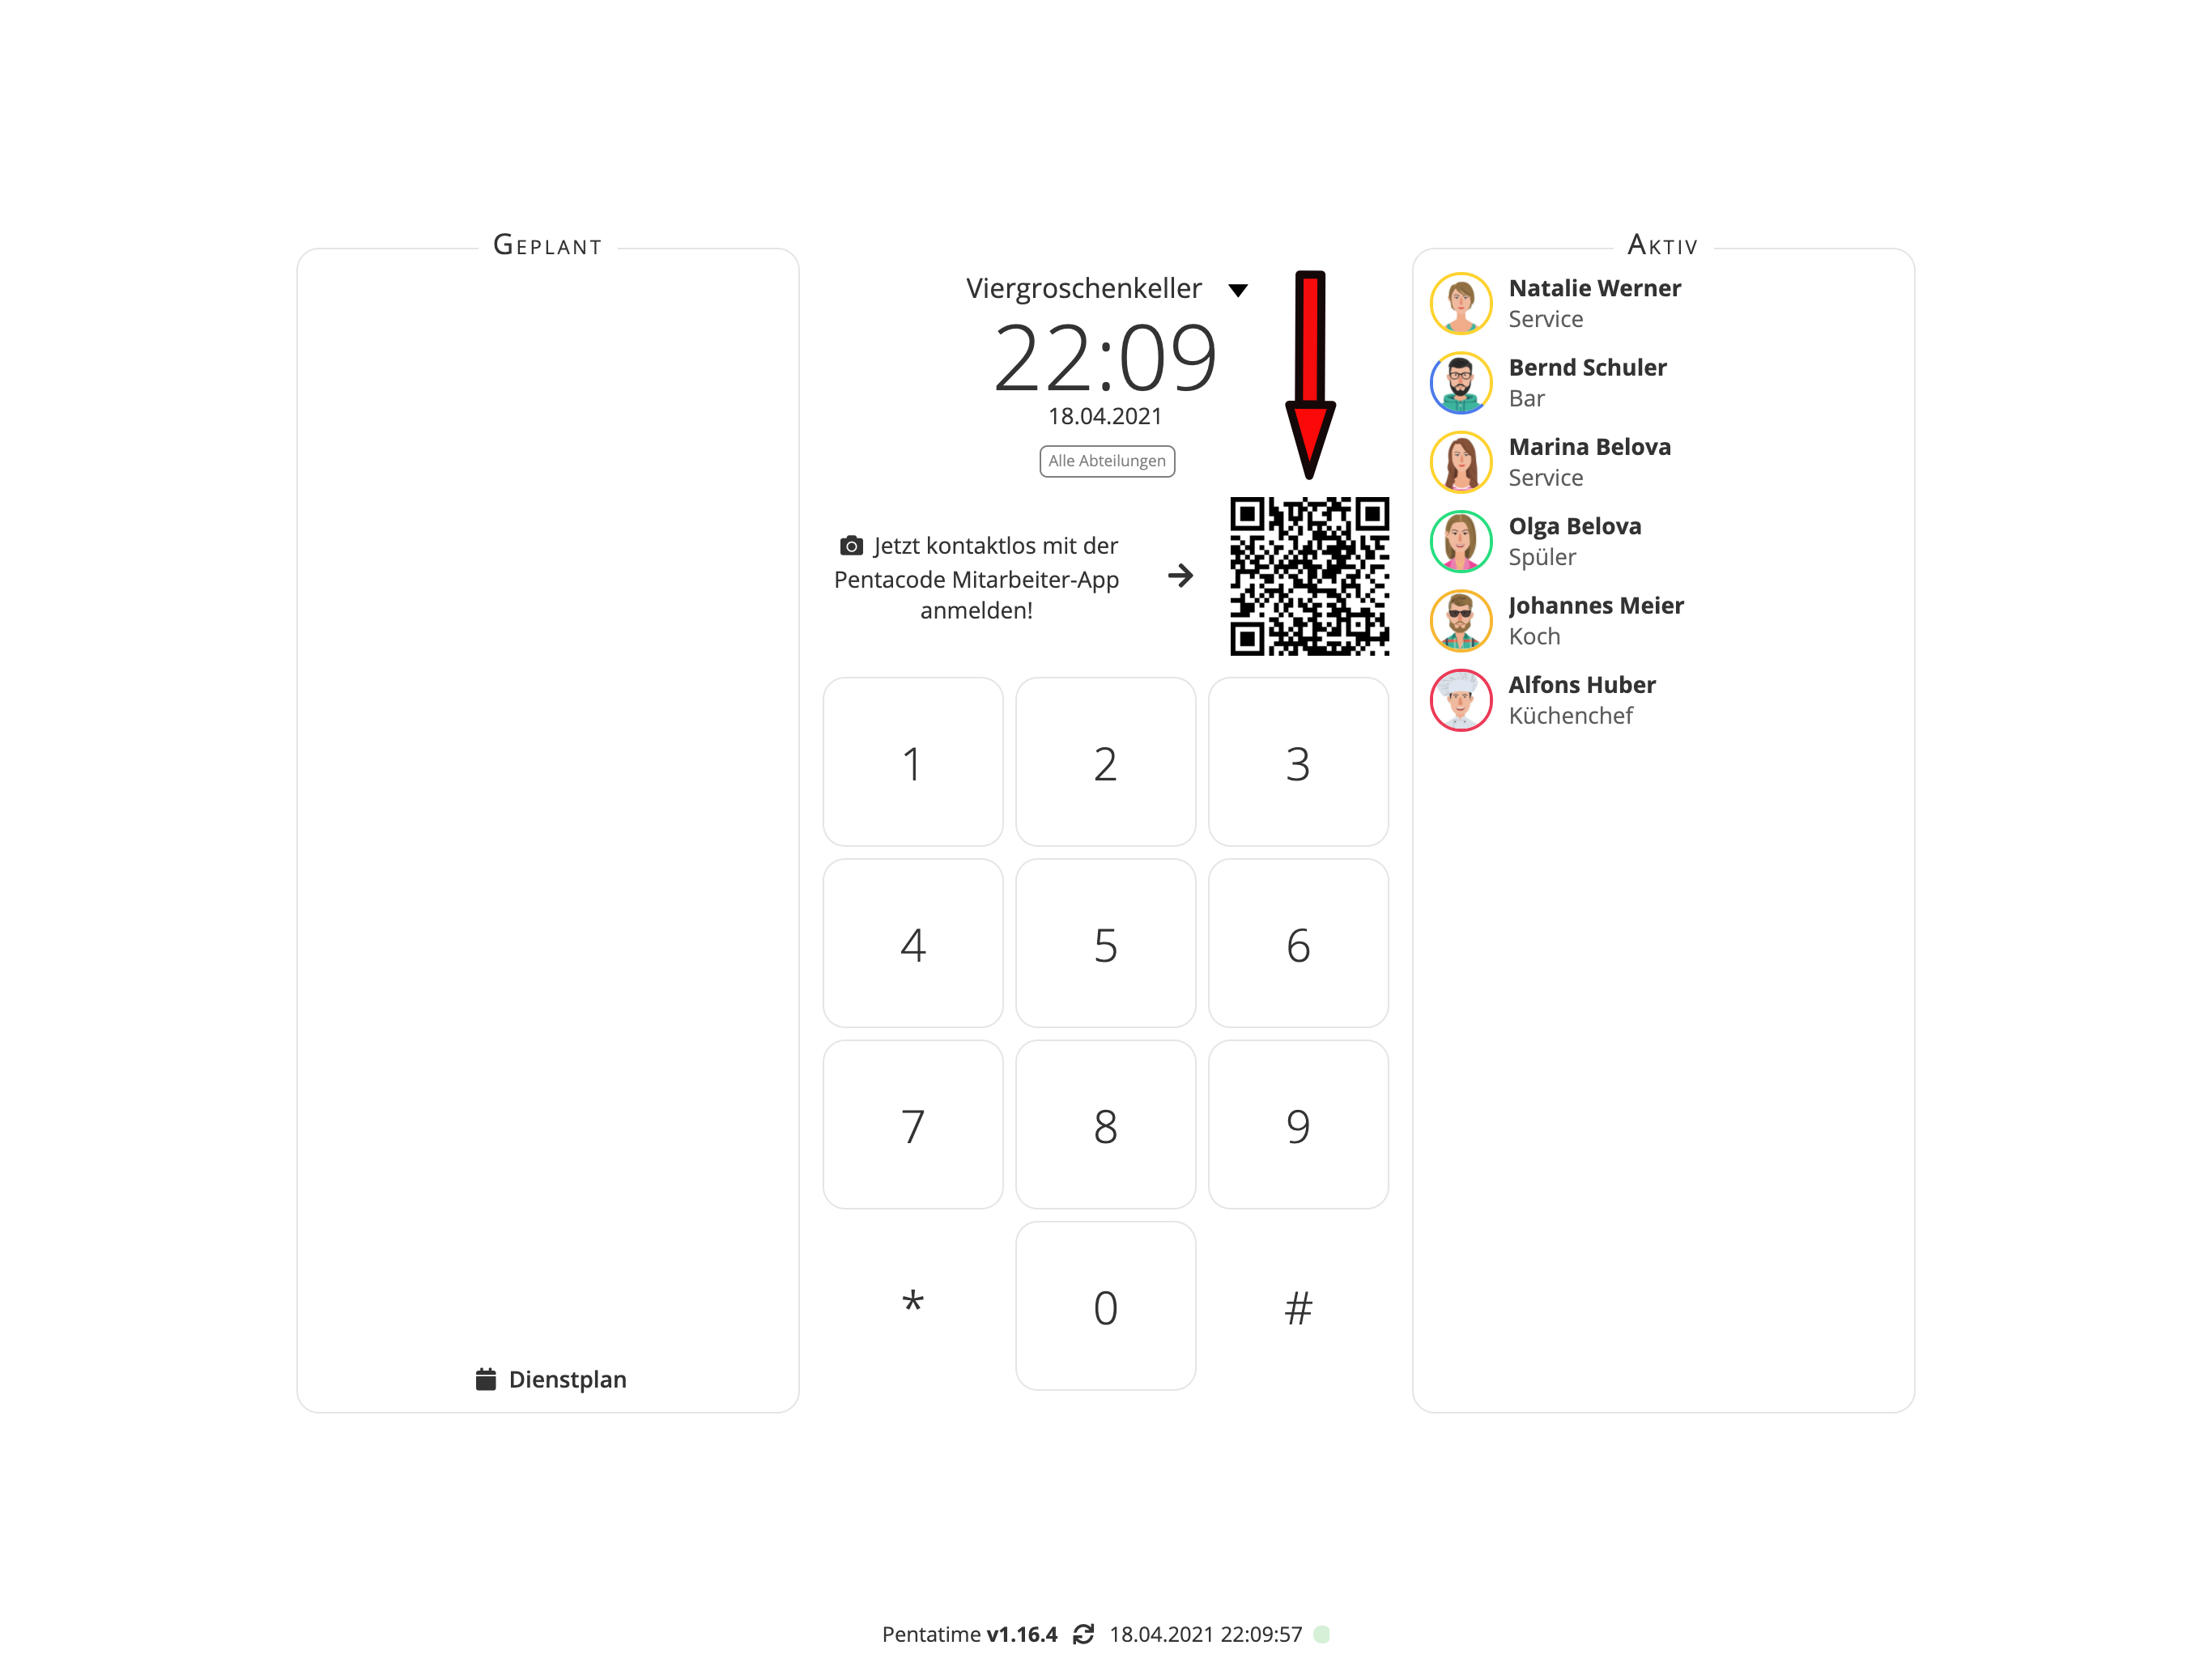 Geplant
Dienstplan
Viergroschenkeller
22:09
18.04.2021
Alle Abteilungen
Jetzt kontaktlos mit der
Pentacode Mitarbeiter-App
anmelden!
1 2 3
4 5 6
7 8 9
* 0 #
Aktiv
Natalie Werner
Service
Bernd Schuler
Bar
Marina Belova
Service
Olga Belova
Spüler
Johannes Meier
Koch
Alfons Huber
Küchenchef
Pentatime v1.16.4 18.04.2021 22:09:57